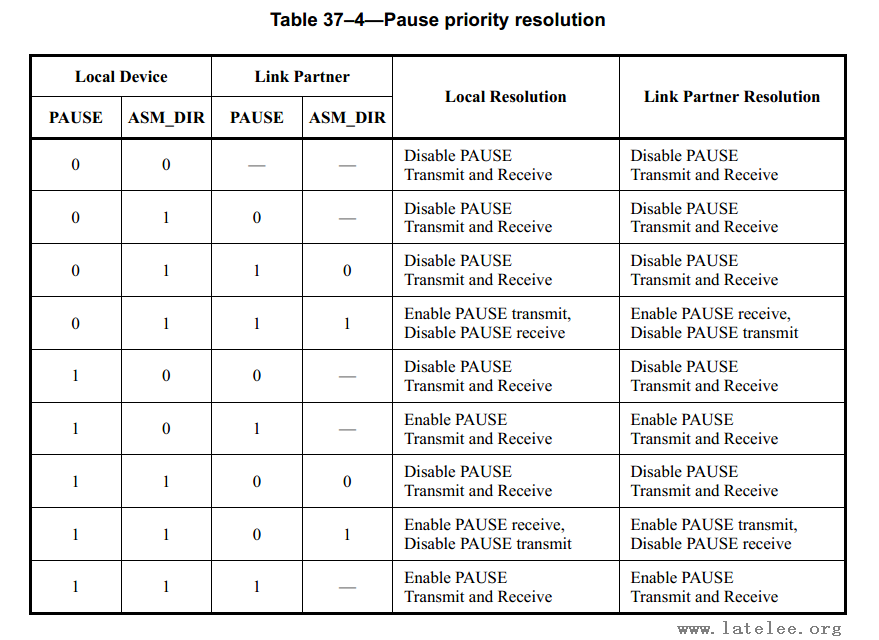 Table 37–4—Pause priority resolution
Local Device Link Partner Local Resolution Link Partner Resolution
PAUSE ASM_DIR PAUSE ASM_DIR
0 0 — — Disable PAUSE Disable PAUSE
Transmit and Receive Transmit and Receive
0 1 0 — Disable PAUSE Disable PAUSE
Transmit and Receive Transmit and Receive
0 1 1 0 Disable PAUSE Disable PAUSE
Transmit and Receive Transmit and Receive
0 1 1 1 Enable PAUSE transmit, Enable PAUSE receive,
Disable PAUSE receive Disable PAUSE transmit
1 0 0 — Disable PAUSE Disable PAUSE
Transmit and Receive Transmit and Receive
1 0 1 — Enable PAUSE Enable PAUSE
Transmit and Receive Transmit and Receive
1 1 0 0 Disable PAUSE Disable PAUSE
Transmit and Receive Transmit and Receive
1 1 0 1 Enable PAUSE receive, Enable PAUSE transmit,
Disable PAUSE transmit Disable PAUSE receive
1 1 1 — Enable PAUSE Enable PAUSE
Transmit and Receive Transmit and Receive
www.latelee.org